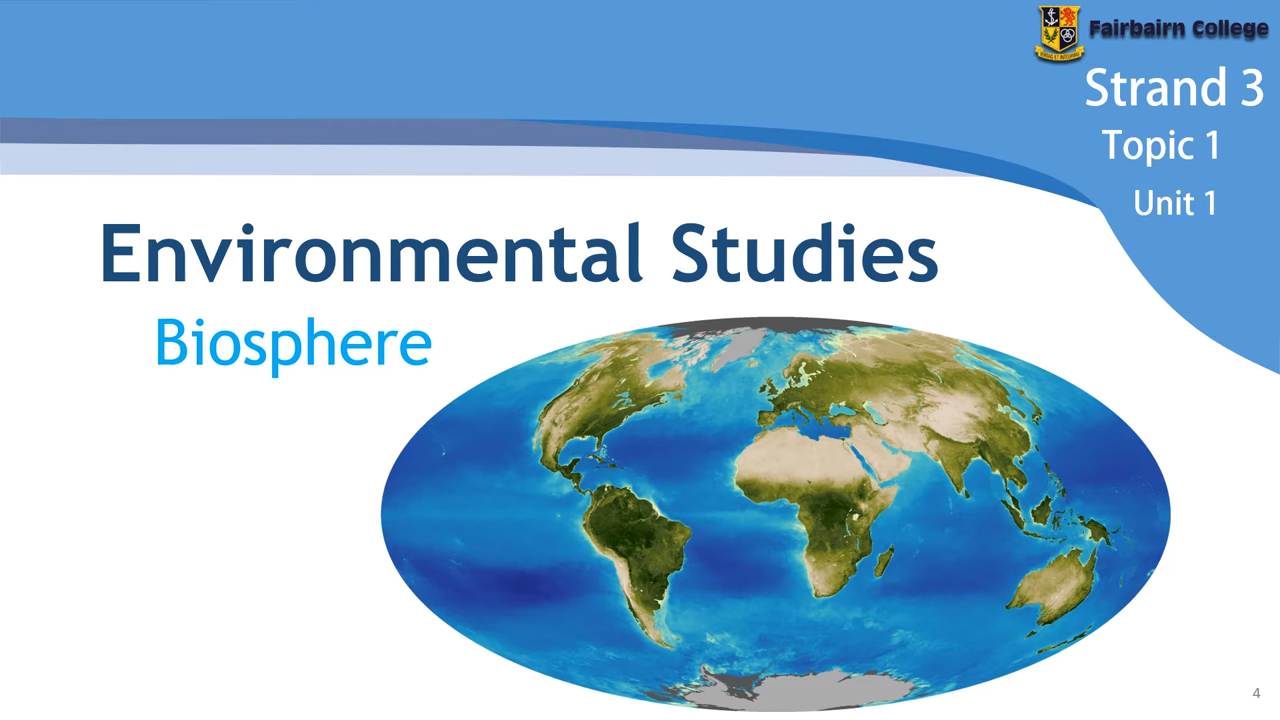 Fairbairn College
Strand 3
Topic 1
Unit 1
Environmental Studies
Biosphere
4